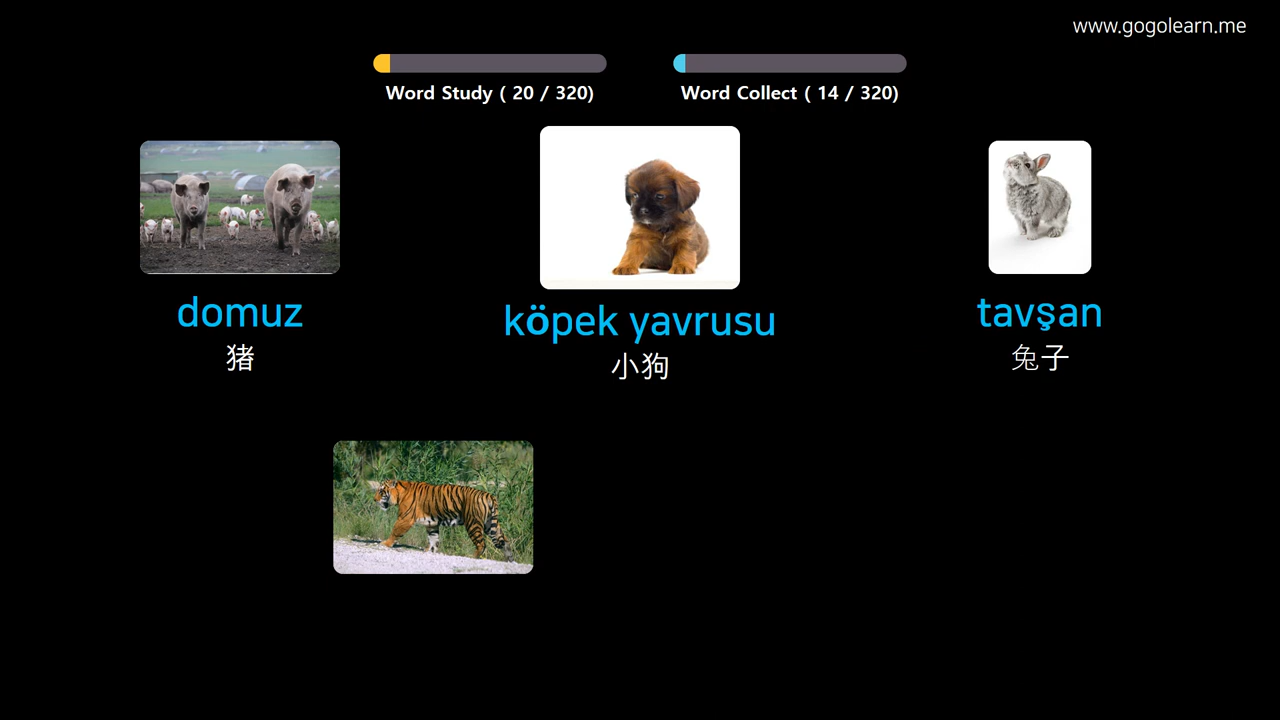 www.gogolearn.me
Word Study ( 20 / 320)
Word Collect ( 14 / 320)
domuz
猪
köpek yavrusu
小狗
tavşan
兔子